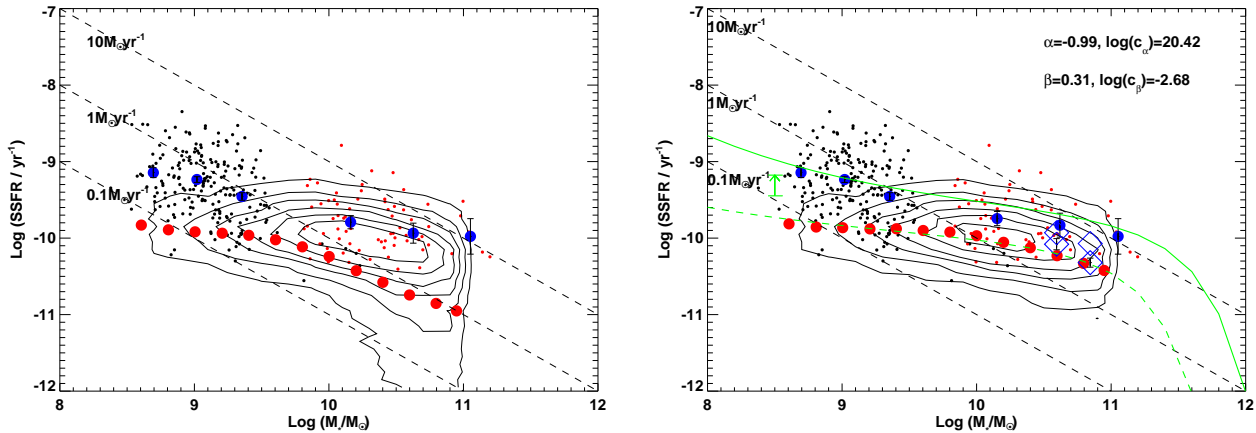 -7
-8
-9
-10
-11
-12
Log (SSFR / yr⁻¹)
10M☉yr⁻¹
1M☉yr⁻¹
0.1M☉yr⁻¹
8
9
10
11
12
Log (M*/M☉)
-7
-8
-9
-10
-11
-12
Log (SSFR / yr⁻¹)
10M☉yr⁻¹
1M☉yr⁻¹
0.1M☉yr⁻¹
α=-0.99, log(c_α)=20.42
β=0.31, log(c_β)=-2.68
8
9
10
11
12
Log (M*/M☉)